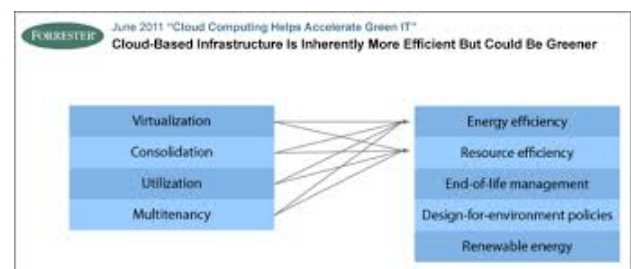 FORRESTER
June 2011 "Cloud Computing Helps Accelerate Green IT"
Cloud-Based Infrastructure Is Inherently More Efficient But Could Be Greener
Virtualization
Consolidation
Utilization
Multitenancy
Energy efficiency
Resource efficiency
End-of-life management
Design-for-environment policies
Renewable energy